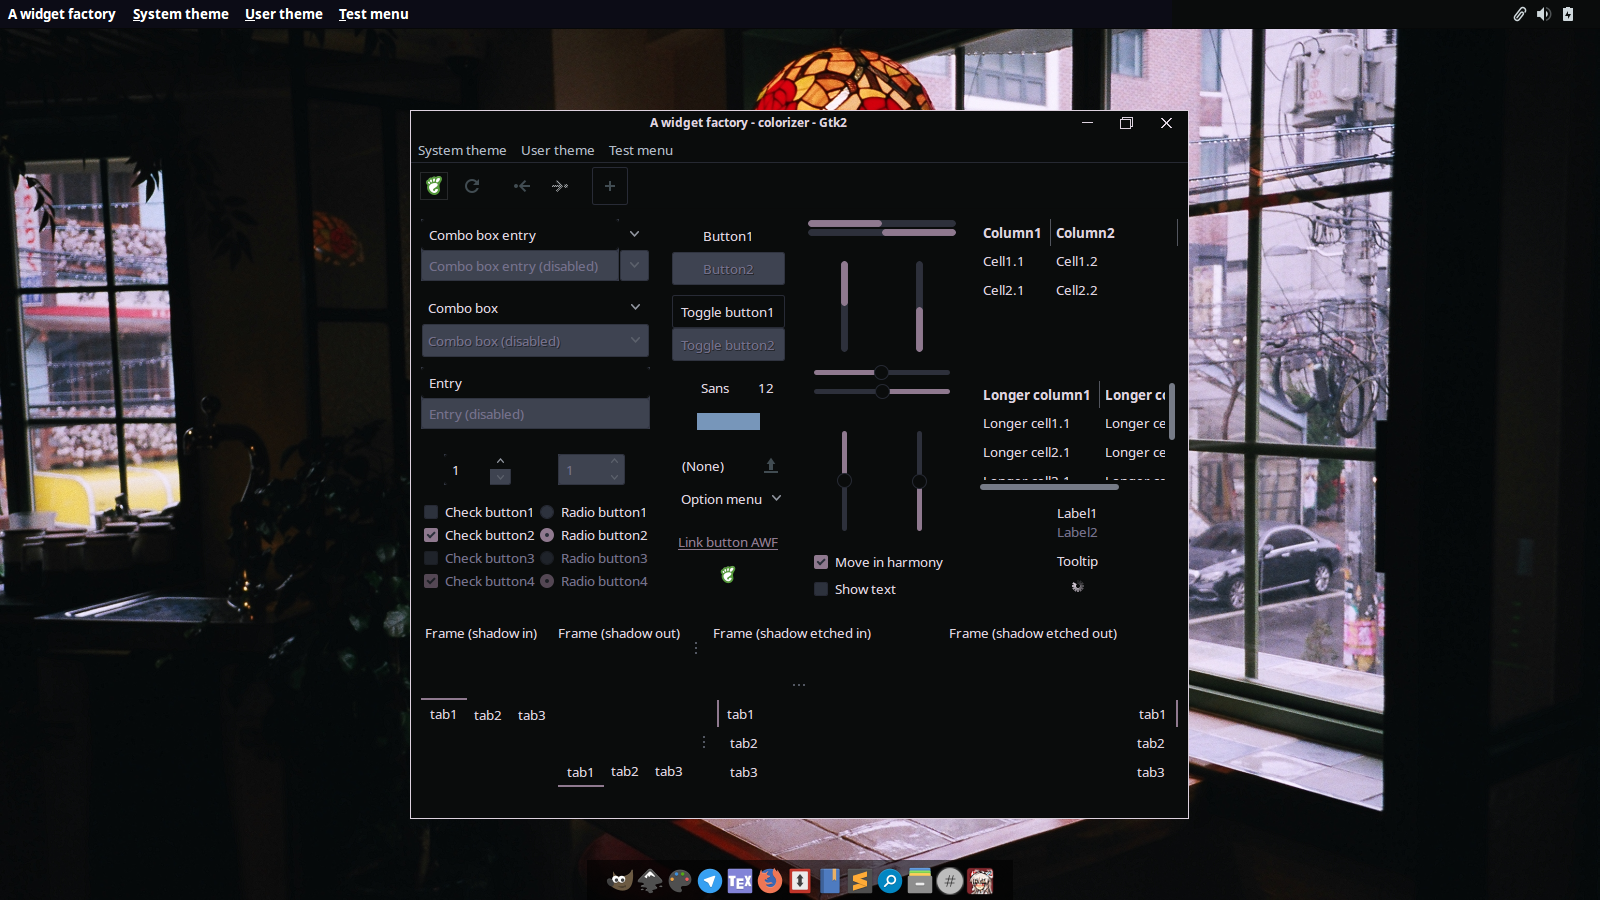 A widget factory System theme User theme Test menu
A widget factory - colorizer - Gtk2
System theme User theme Test menu
Combo box entry
Combo box entry (disabled)
Combo box
Combo box (disabled)
Entry
Entry (disabled)
1
1
Check button1 Radio button1
Check button2 Radio button2
Check button3 Radio button3
Check button4 Radio button4
Button1
Button2
Toggle button1
Toggle button2
Sans 12
(None)
Option menu
Link button AWF
Move in harmony
Show text
Column1 Column2
Cell1.1 Cell1.2
Cell2.1 Cell2.2
Longer column1 Longer co
Longer cell1.1 Longer ce
Longer cell2.1 Longer ce
Label1
Label2
Tooltip
Frame (shadow in) Frame (shadow out) Frame (shadow etched in) Frame (shadow etched out)
tab1 tab2 tab3
tab1 tab2 tab3
tab1
tab2
tab3
tab1
tab2
tab3
TEX
#